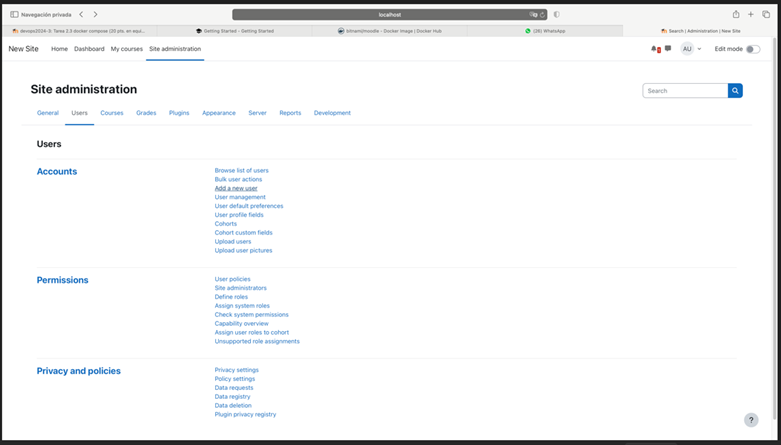 Navegación privada
localhost
devops2024-3: Tarea 2.3 docker compose (20 pts. en equi...
Getting Started - Getting Started
bitnami/moodle - Docker Image | Docker Hub
(28) WhatsApp
Search | Administration | New Site
New Site Home Dashboard My courses Site administration
AU Edit mode
Site administration
Search
General Users Courses Grades Plugins Appearance Server Reports Development
Users
Accounts
Browse list of users
Bulk user actions
Add a new user
User management
User default preferences
User profile fields
Cohorts
Cohort custom fields
Upload users
Upload user pictures
Permissions
User policies
Site administrators
Define roles
Assign system roles
Check system permissions
Capability overview
Assign user roles to cohort
Unsupported role assignments
Privacy and policies
Privacy settings
Policy settings
Data requests
Data registry
Data deletion
Plugin privacy registry
?